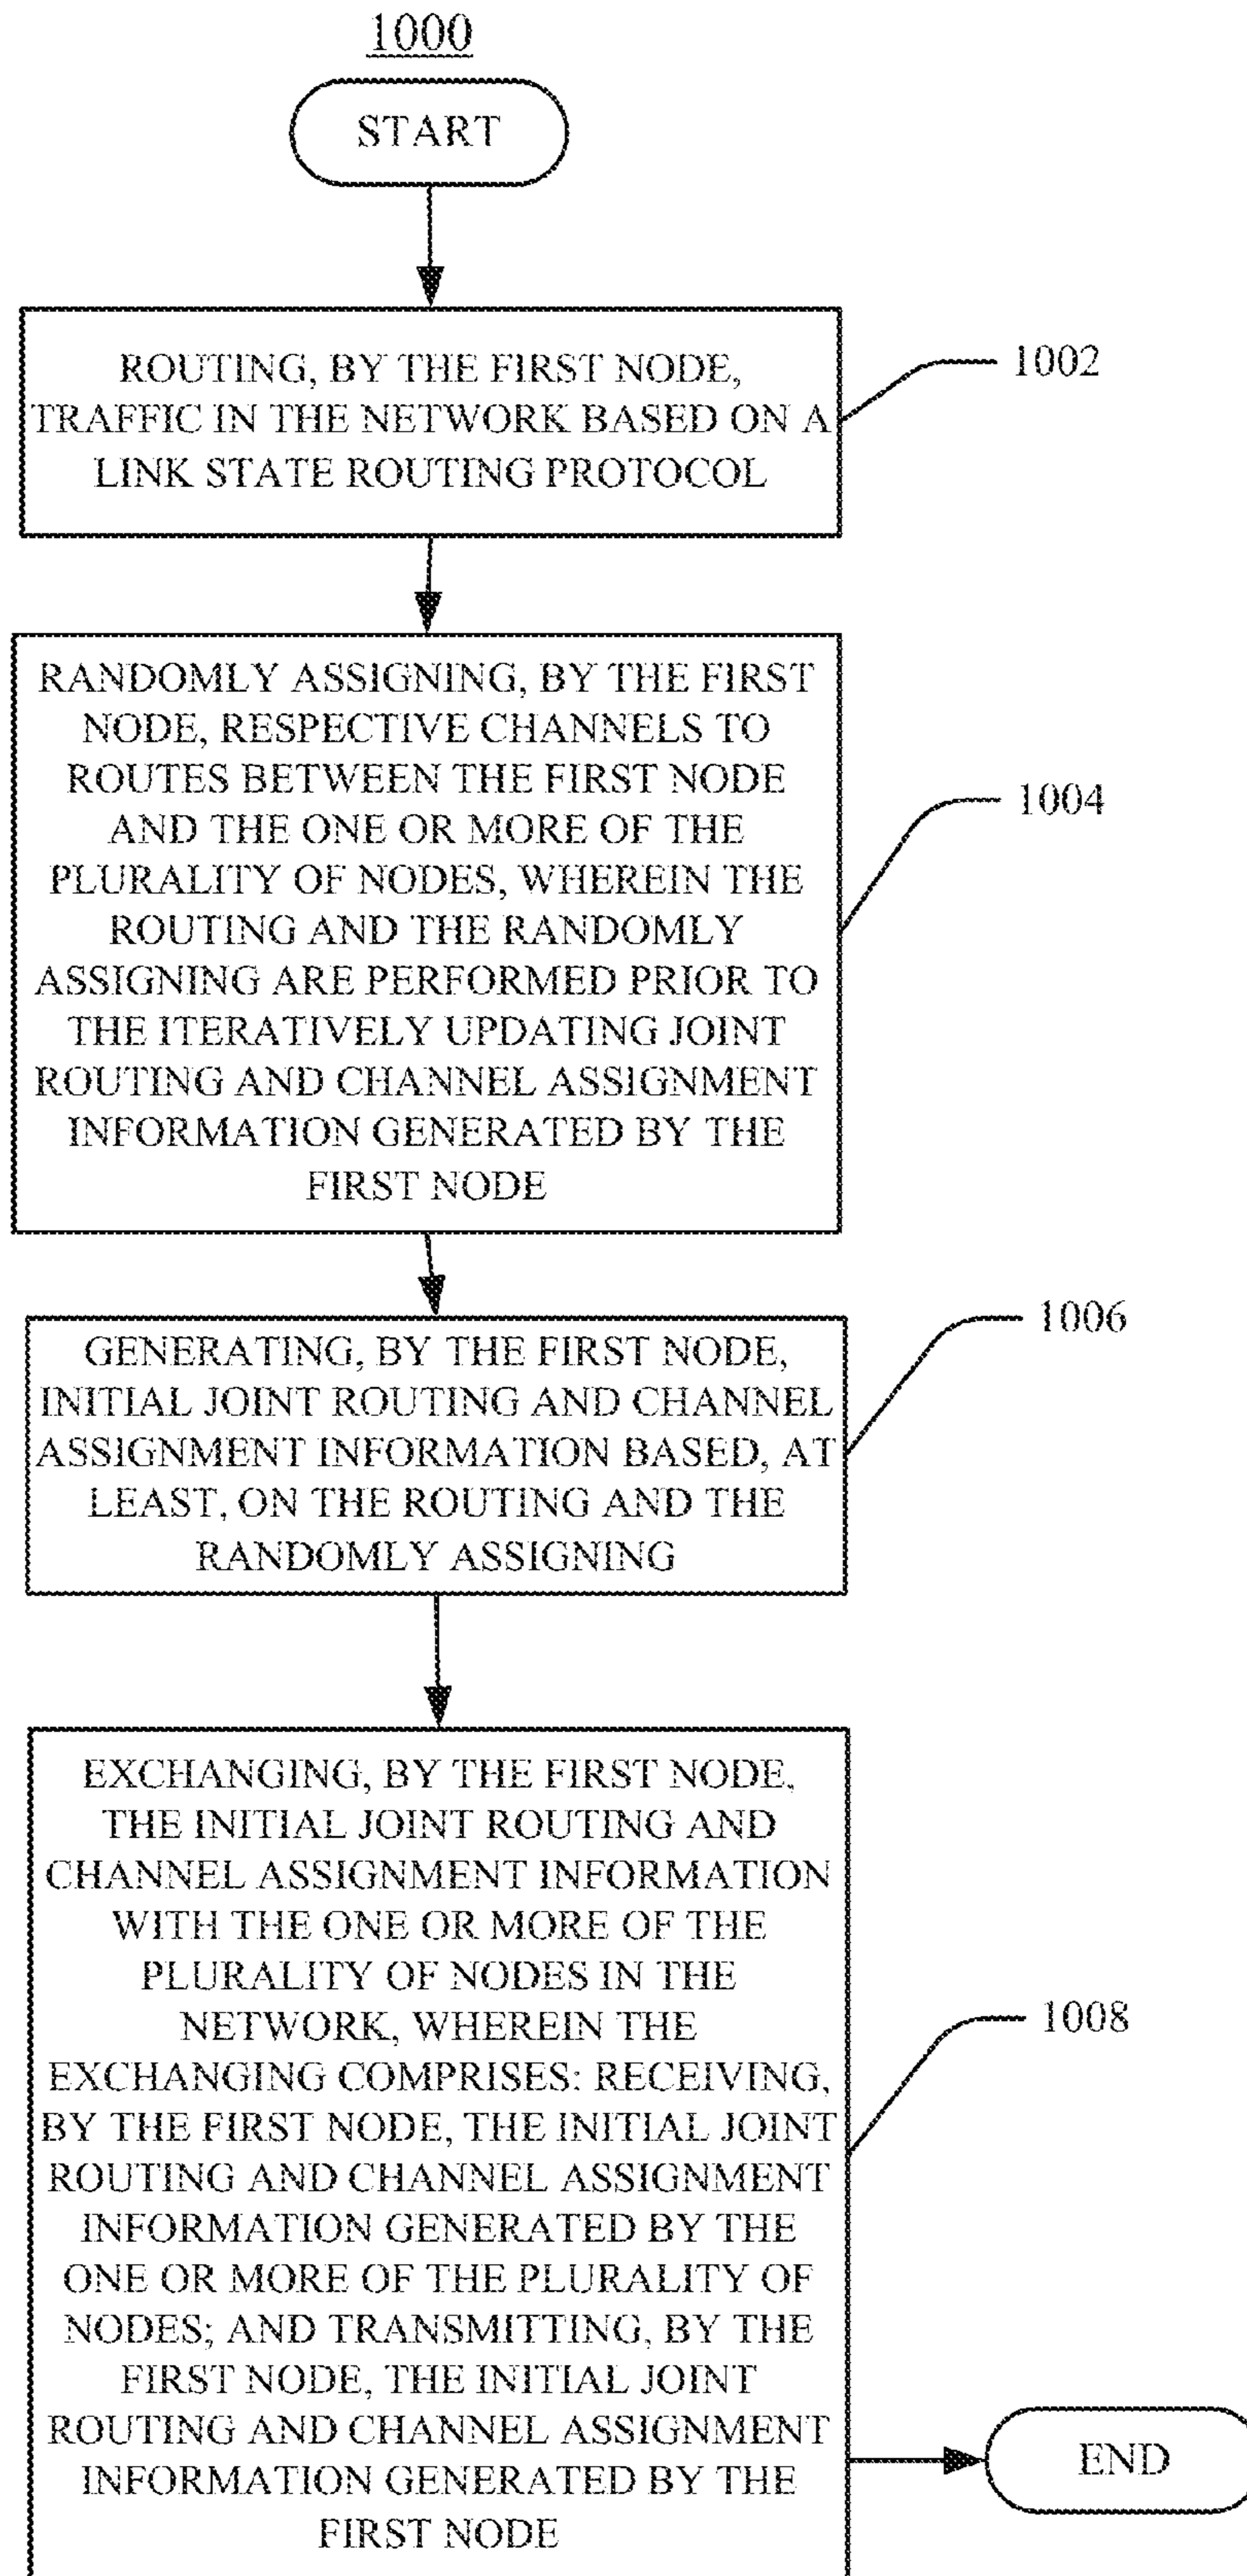 1000
START
ROUTING, BY THE FIRST NODE,
TRAFFIC IN THE NETWORK BASED ON A
LINK STATE ROUTING PROTOCOL
1002
RANDOMLY ASSIGNING, BY THE FIRST
NODE, RESPECTIVE CHANNELS TO
ROUTES BETWEEN THE FIRST NODE
AND THE ONE OR MORE OF THE
PLURALITY OF NODES, WHEREIN THE
ROUTING AND THE RANDOMLY
ASSIGNING ARE PERFORMED PRIOR TO
THE ITERATIVELY UPDATING JOINT
ROUTING AND CHANNEL ASSIGNMENT
INFORMATION GENERATED BY THE
FIRST NODE
1004
GENERATING, BY THE FIRST NODE,
INITIAL JOINT ROUTING AND CHANNEL
ASSIGNMENT INFORMATION BASED, AT
LEAST, ON THE ROUTING AND THE
RANDOMLY ASSIGNING
1006
EXCHANGING, BY THE FIRST NODE,
THE INITIAL JOINT ROUTING AND
CHANNEL ASSIGNMENT INFORMATION
WITH THE ONE OR MORE OF THE
PLURALITY OF NODES IN THE
NETWORK, WHEREIN THE
EXCHANGING COMPRISES: RECEIVING,
BY THE FIRST NODE, THE INITIAL JOINT
ROUTING AND CHANNEL ASSIGNMENT
INFORMATION GENERATED BY THE
ONE OR MORE OF THE PLURALITY OF
NODES; AND TRANSMITTING, BY THE
FIRST NODE, THE INITIAL JOINT
ROUTING AND CHANNEL ASSIGNMENT
INFORMATION GENERATED BY THE
FIRST NODE
1008
END